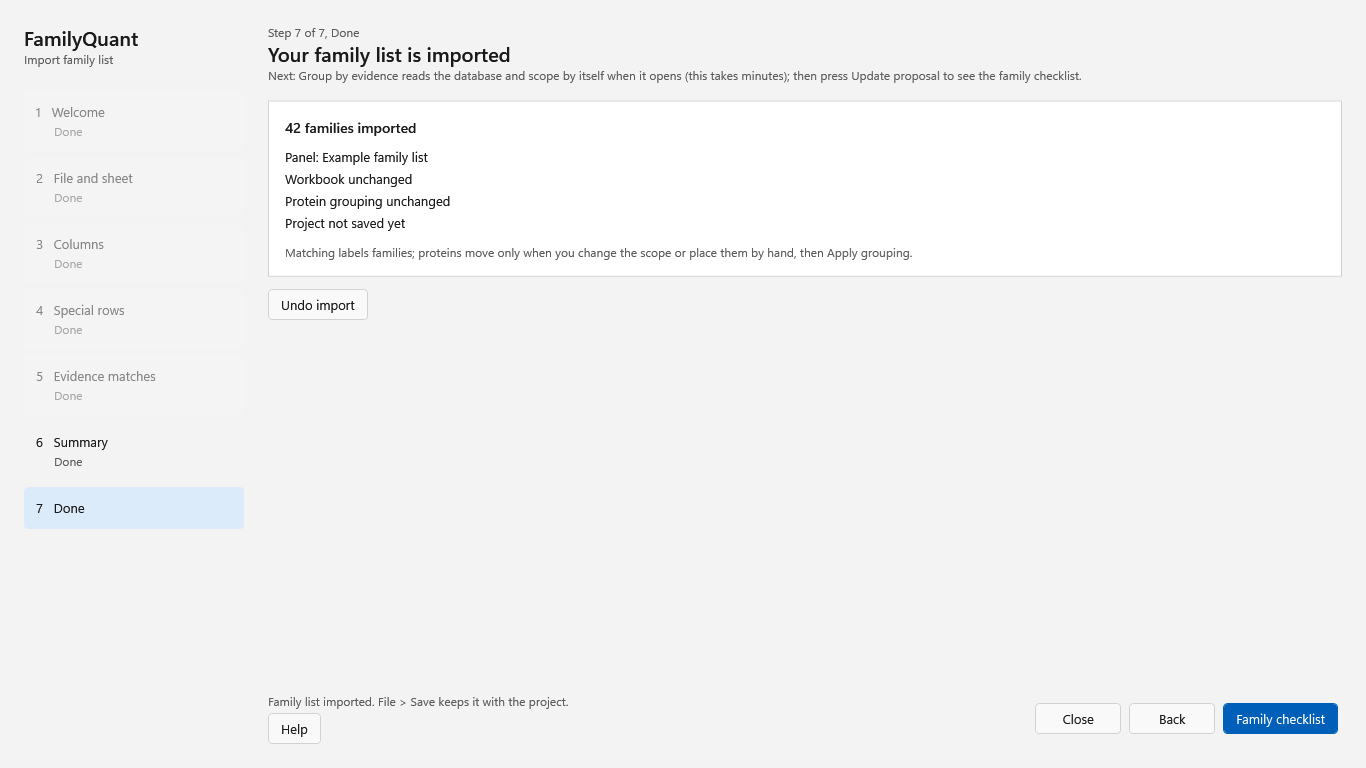 FamilyQuant
Import family list
1 Welcome
Done
2 File and sheet
Done
3 Columns
Done
4 Special rows
Done
5 Evidence matches
Done
6 Summary
Done
7 Done
Step 7 of 7, Done
Your family list is imported
Next: Group by evidence reads the database and scope by itself when it opens (this takes minutes); then press Update proposal to see the family checklist.
42 families imported
Panel: Example family list
Workbook unchanged
Protein grouping unchanged
Project not saved yet
Matching labels families; proteins move only when you change the scope or place them by hand, then Apply grouping.
Undo import
Family list imported. File > Save keeps it with the project.
Help
Close
Back
Family checklist